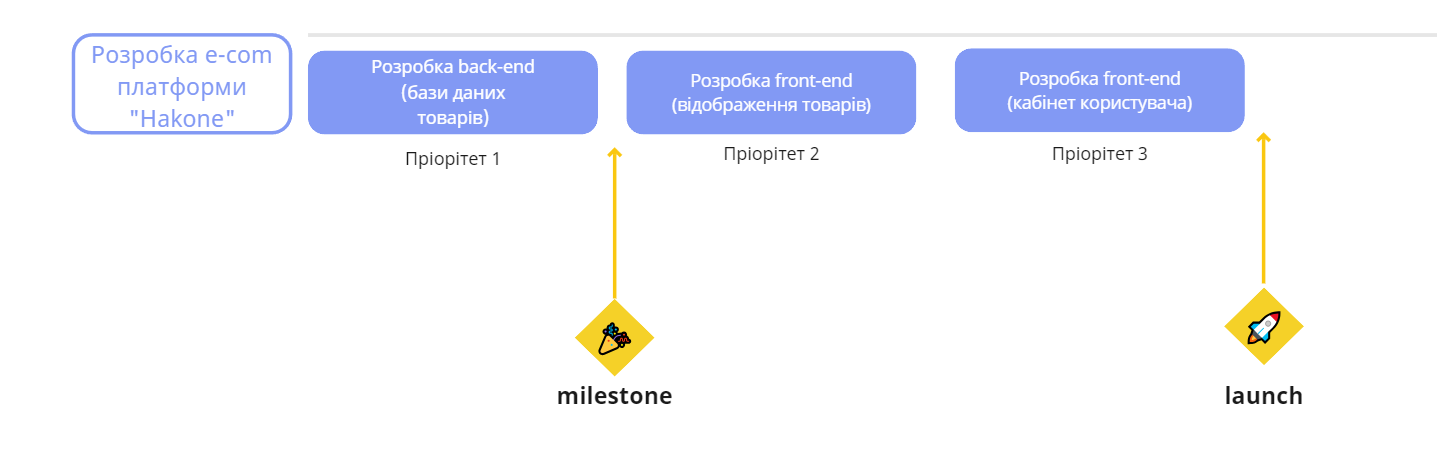 Розробка e-com
платформи
"Hakone"
Розробка back-end
(бази даних
товарів)
Пріорітет 1
Розробка front-end
(відображення товарів)
Пріорітет 2
Розробка front-end
(кабінет користувача)
Пріорітет 3
milestone
launch